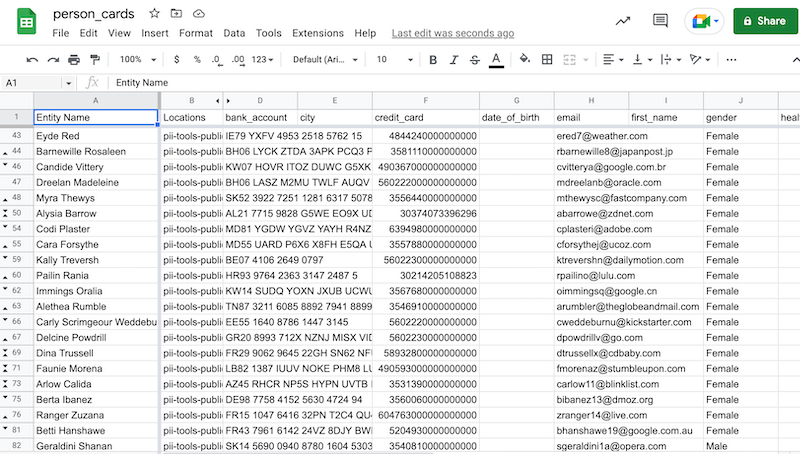 person_cards
File Edit View Insert Format Data Tools Extensions Help Last edit was seconds ago
Share
100% $ % .0 .00 123 Default (Ari... 10 B I S A
A1 fx Entity Name
A B D E F G H I J
1 Entity Name Locations bank_account city credit_card date_of_birth email first_name gender heal
43 Eyde Red pii-tools-publi IE79 YXFV 4953 2518 5762 15 4844240000000000 ered7@weather.com Female
44 Barnewille Rosaleen pii-tools-publi BH06 LYCK ZTDA 3APK PCQ3 P 3581110000000000 rbarnewille8@japanpost.jp Female
46 Candide Vittery pii-tools-publi KW07 HOVR ITOZ DUWC G5XK 4903670000000000 cvitterya@google.com.br Female
47 Dreelan Madeleine pii-tools-publi BH06 LASZ M2MU TWLF AUQV 5602220000000000 mdreelanb@oracle.com Female
48 Myra Thewys pii-tools-publi SK52 3922 7251 1281 6317 5078 3556440000000000 mthewysc@fastcompany.com Female
50 Alysia Barrow pii-tools-publi AL21 7715 9828 G5WE EO9X UD 30374073396296 abarrowe@zdnet.com Female
54 Codi Plaster pii-tools-publi MD81 YGDW YGVZ YAYH R4NZ 6394980000000000 cplasteri@adobe.com Female
55 Cara Forsythe pii-tools-publi MD55 UARD P6X6 X8FH E5QA U 3557880000000000 cforsythej@ucoz.com Female
59 Kally Treversh pii-tools-publi BE07 4106 2649 0797 5602230000000000 ktrevershn@dailymotion.com Female
60 Pailin Rania pii-tools-publi HR93 9764 2363 3147 2487 5 30214205108823 rpailino@lulu.com Female
62 Immings Oralia pii-tools-publi KW14 SUDQ YOXN JXUB UCWU 3567680000000000 oimmingsq@google.cn Female
63 Alethea Rumble pii-tools-publi TN87 3211 6085 8892 7941 8899 3546910000000000 arumbler@theglobeandmail.com Female
66 Carly Scrimgeour Weddebu pii-tools-publi EE55 1640 8786 1447 3145 5602220000000000 cweddeburnu@kickstarter.com Female
67 Delcine Powdrill pii-tools-publi GR20 8993 712X NZNJ MISX VID 5602230000000000 dpowdrillv@go.com Female
69 Dina Trussell pii-tools-publi FR29 9062 9645 22GH SN62 NF 5893280000000000 dtrussellx@cdbaby.com Female
71 Faunie Morena pii-tools-publi LB82 1387 IUUV NOKE PHM8 L 4905930000000000 fmorenaz@stumbleupon.com Female
73 Arlow Calida pii-tools-publi AZ45 RHCR NP5S HYPN UVTB 3531390000000000 carlow11@blinklist.com Female
75 Berta Ibanez pii-tools-publi DE98 7758 4152 5630 4724 94 3560060000000000 bibanez13@dmoz.org Female
76 Ranger Zuzana pii-tools-publi FR15 1047 6416 32PN T2C4 QU 6047630000000000 zranger14@live.com Female
81 Betti Hanshawe pii-tools-publi FR43 7961 6142 24VZ 8DJY BW 5204930000000000 bhanshawe19@google.com.au Female
82 Geraldini Shanan pii-tools-publi SK14 5690 0940 8780 1604 5303 3540810000000000 sgeraldini1a@opera.com Male